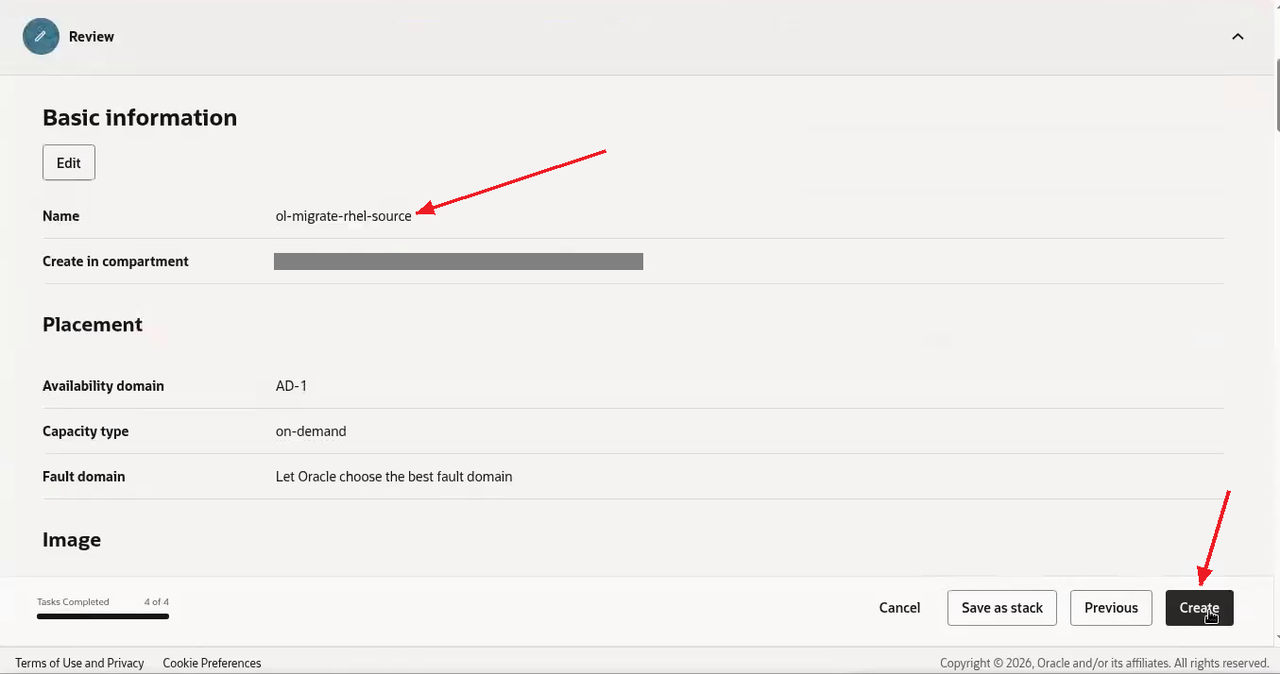 Review
Basic information
Edit
Name ol-migrate-rhel-source
Create in compartment
Placement
Availability domain AD-1
Capacity type on-demand
Fault domain Let Oracle choose the best fault domain
Image
Tasks Completed 4 of 4
Cancel Save as stack Previous Create
Terms of Use and Privacy Cookie Preferences Copyright © 2026, Oracle and/or its affiliates. All rights reserved.